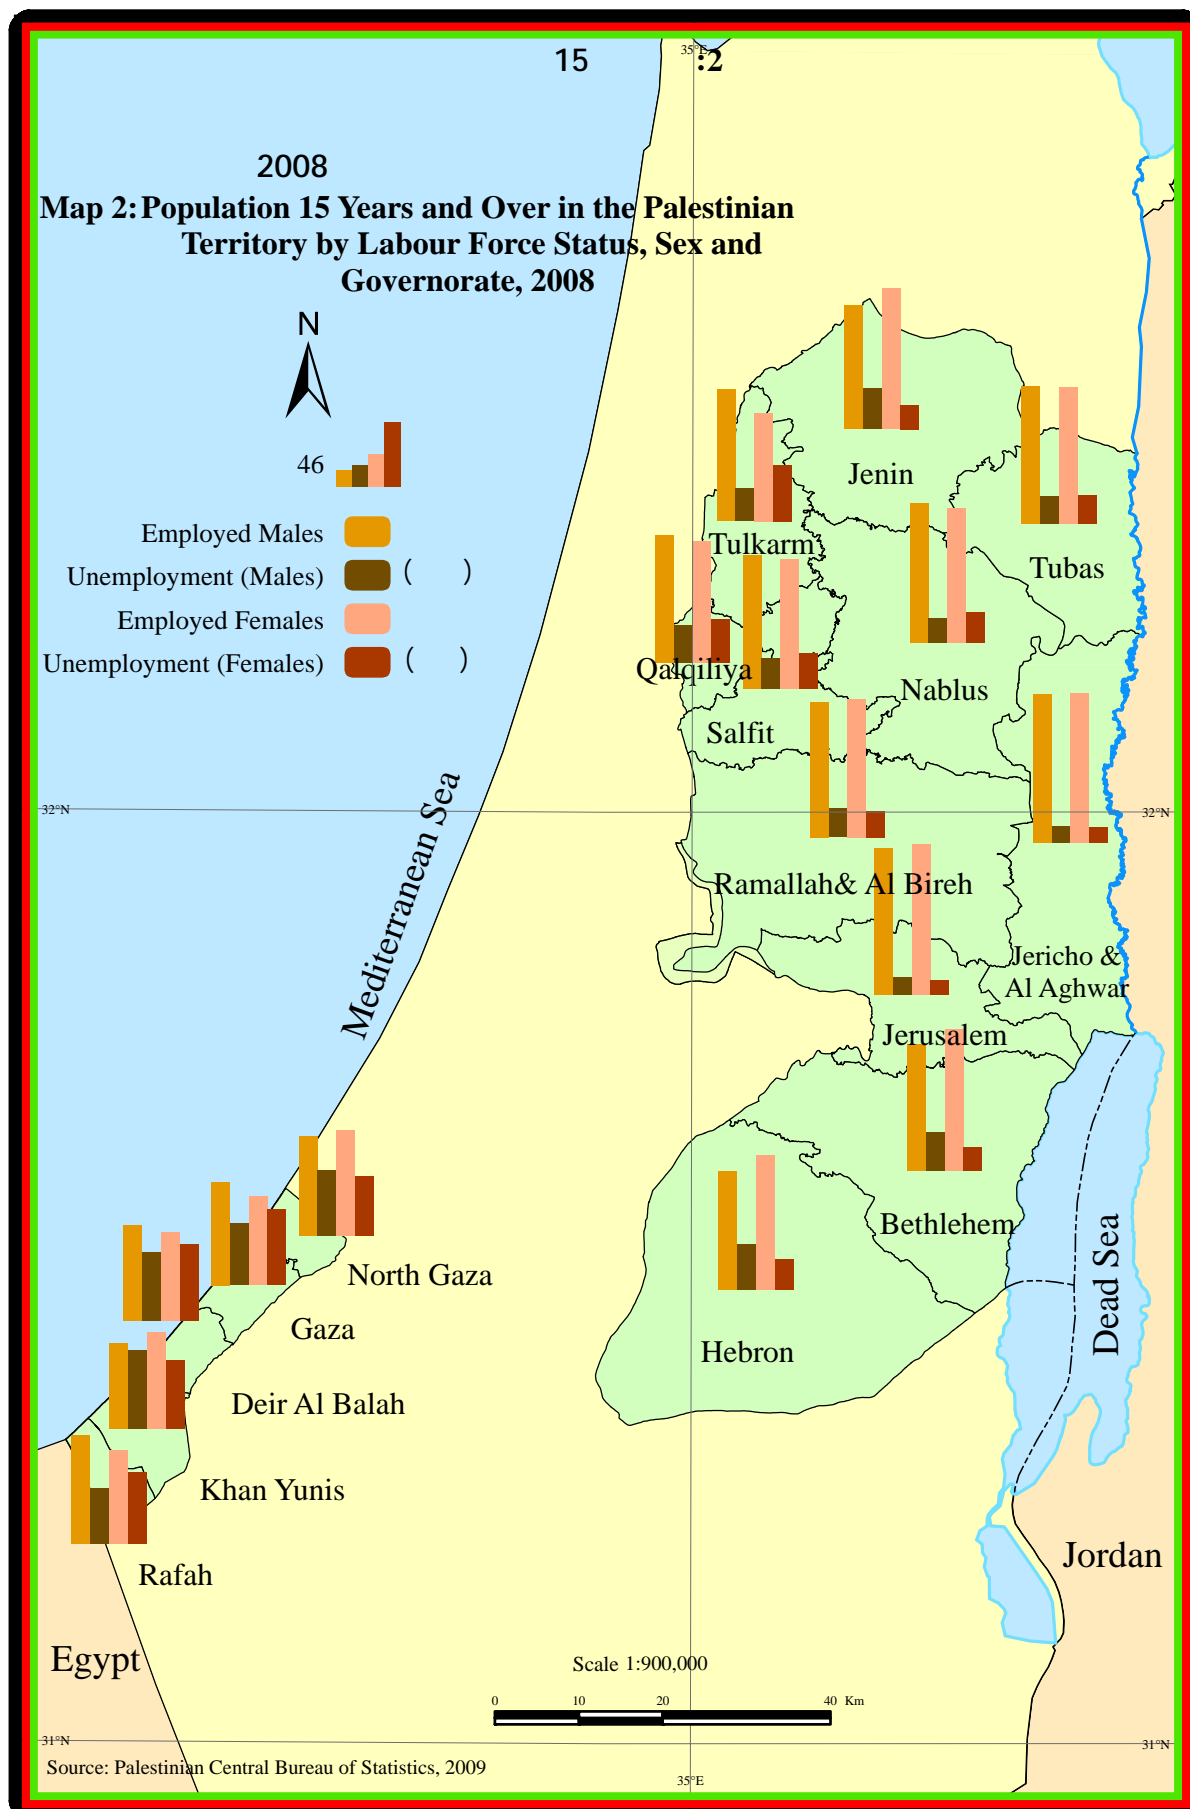 35°E
15 :2
2008
Map 2: Population 15 Years and Over in the Palestinian
Territory by Labour Force Status, Sex and
Governorate, 2008
N
46
Employed Males
Unemployment (Males) ( )
Employed Females
Unemployment (Females) ( )
Jenin
Tulkarm
Tubas
Qalqiliya
Nablus
Salfit
Mediterranean Sea
32°N
32°N
Ramallah& Al Bireh
Jericho &
Al Aghwar
Jerusalem
Bethlehem
Dead Sea
North Gaza
Gaza
Hebron
Deir Al Balah
Khan Yunis
Rafah
Jordan
Egypt
Scale 1:900,000
0 10 20 40 Km
31°N
31°N
Source: Palestinian Central Bureau of Statistics, 2009
35°E